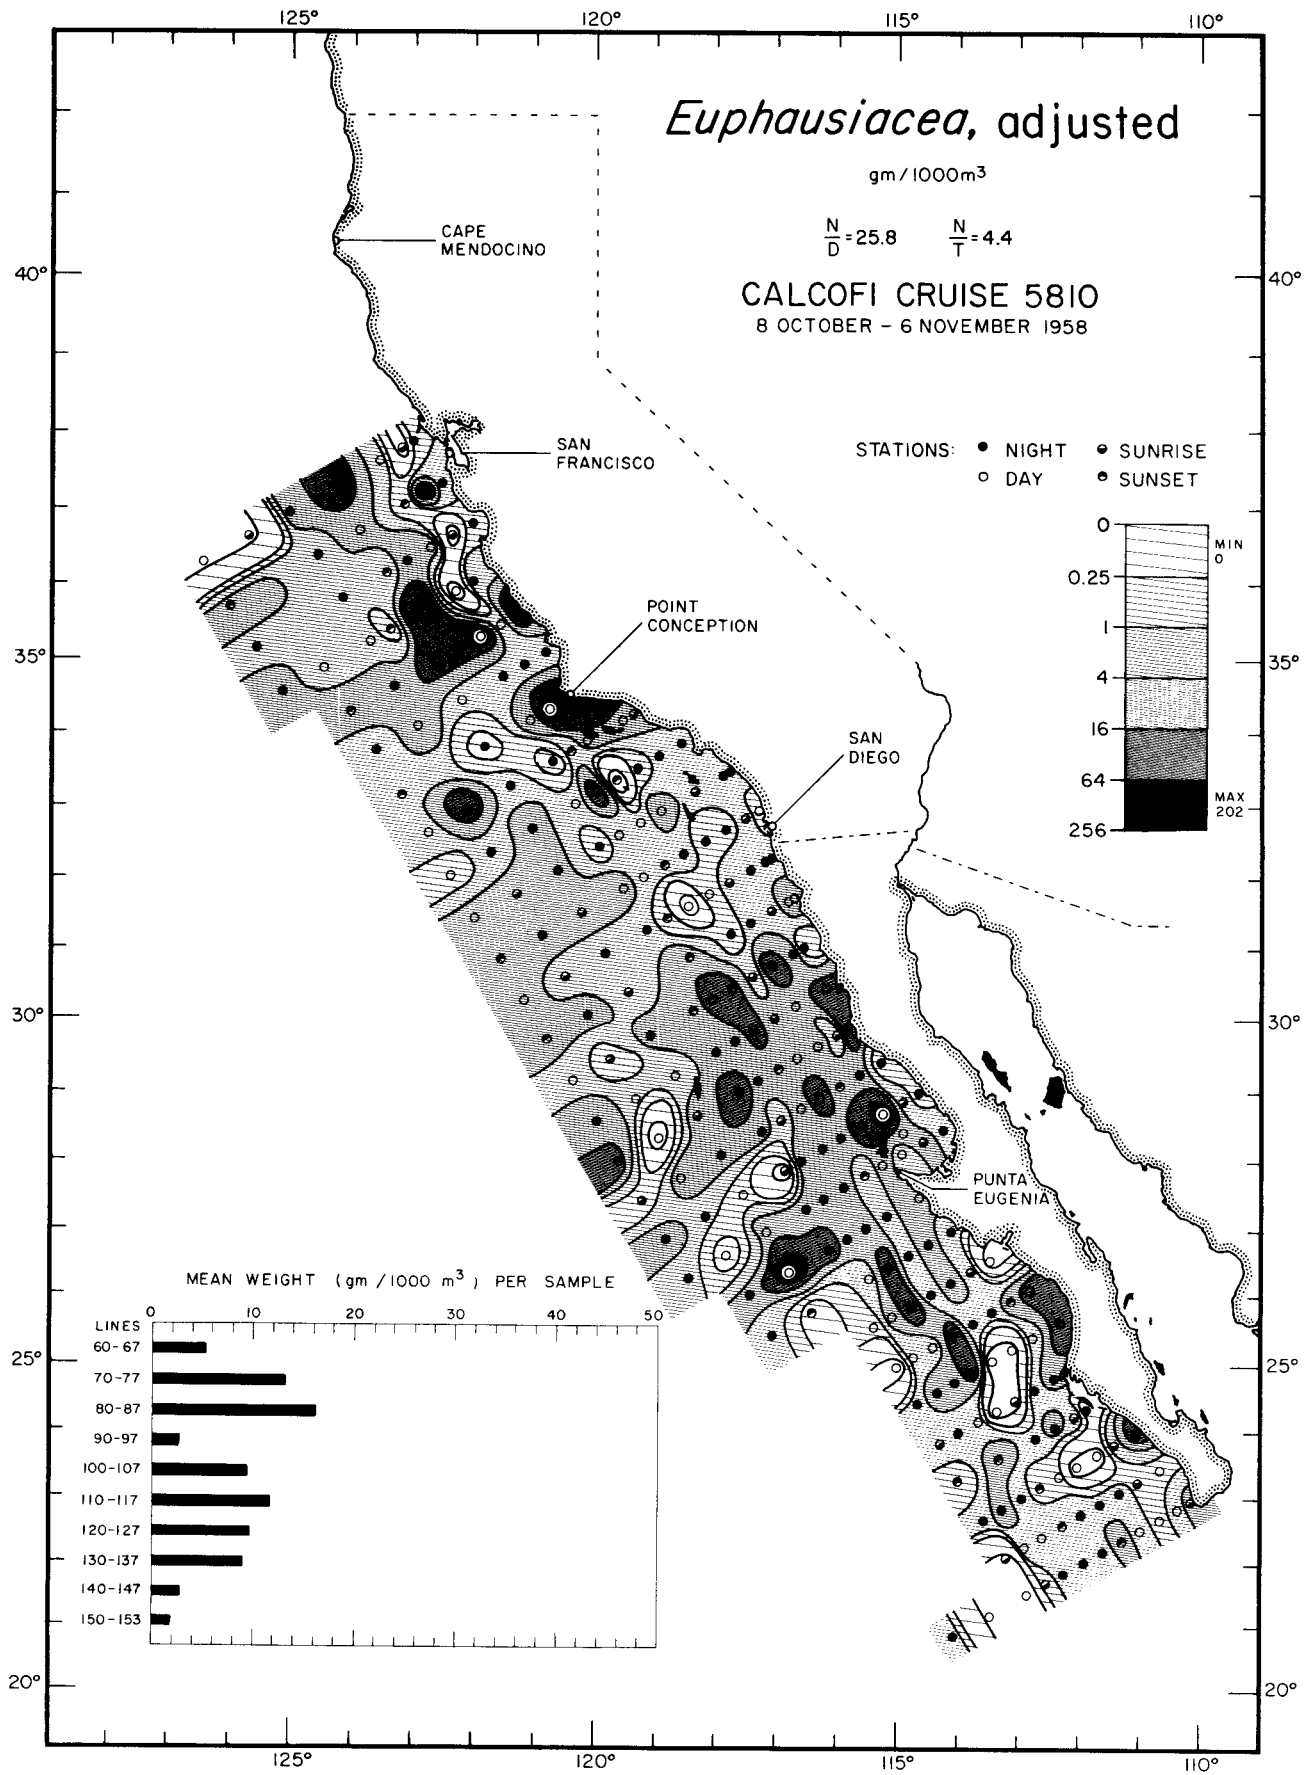 125° 120° 115° 110°
Euphausiacea, adjusted
gm/1000m³
N/D=25.8 N/T=4.4
CALCOFI CRUISE 5810
8 OCTOBER – 6 NOVEMBER 1958
CAPE
MENDOCINO
40° 40°
SAN
FRANCISCO
STATIONS: NIGHT SUNRISE
DAY SUNSET
0
MIN
0
0.25
1
4
16
64
MAX
202
256
POINT
CONCEPTION
35° 35°
SAN
DIEGO
30° 30°
PUNTA
EUGENIA
MEAN WEIGHT (gm/1000 m³) PER SAMPLE
0 10 20 30 40 50
LINES
60-67
70-77
80-87
90-97
100-107
110-117
120-127
130-137
140-147
150-153
25° 25°
20° 20°
125° 120° 115° 110°